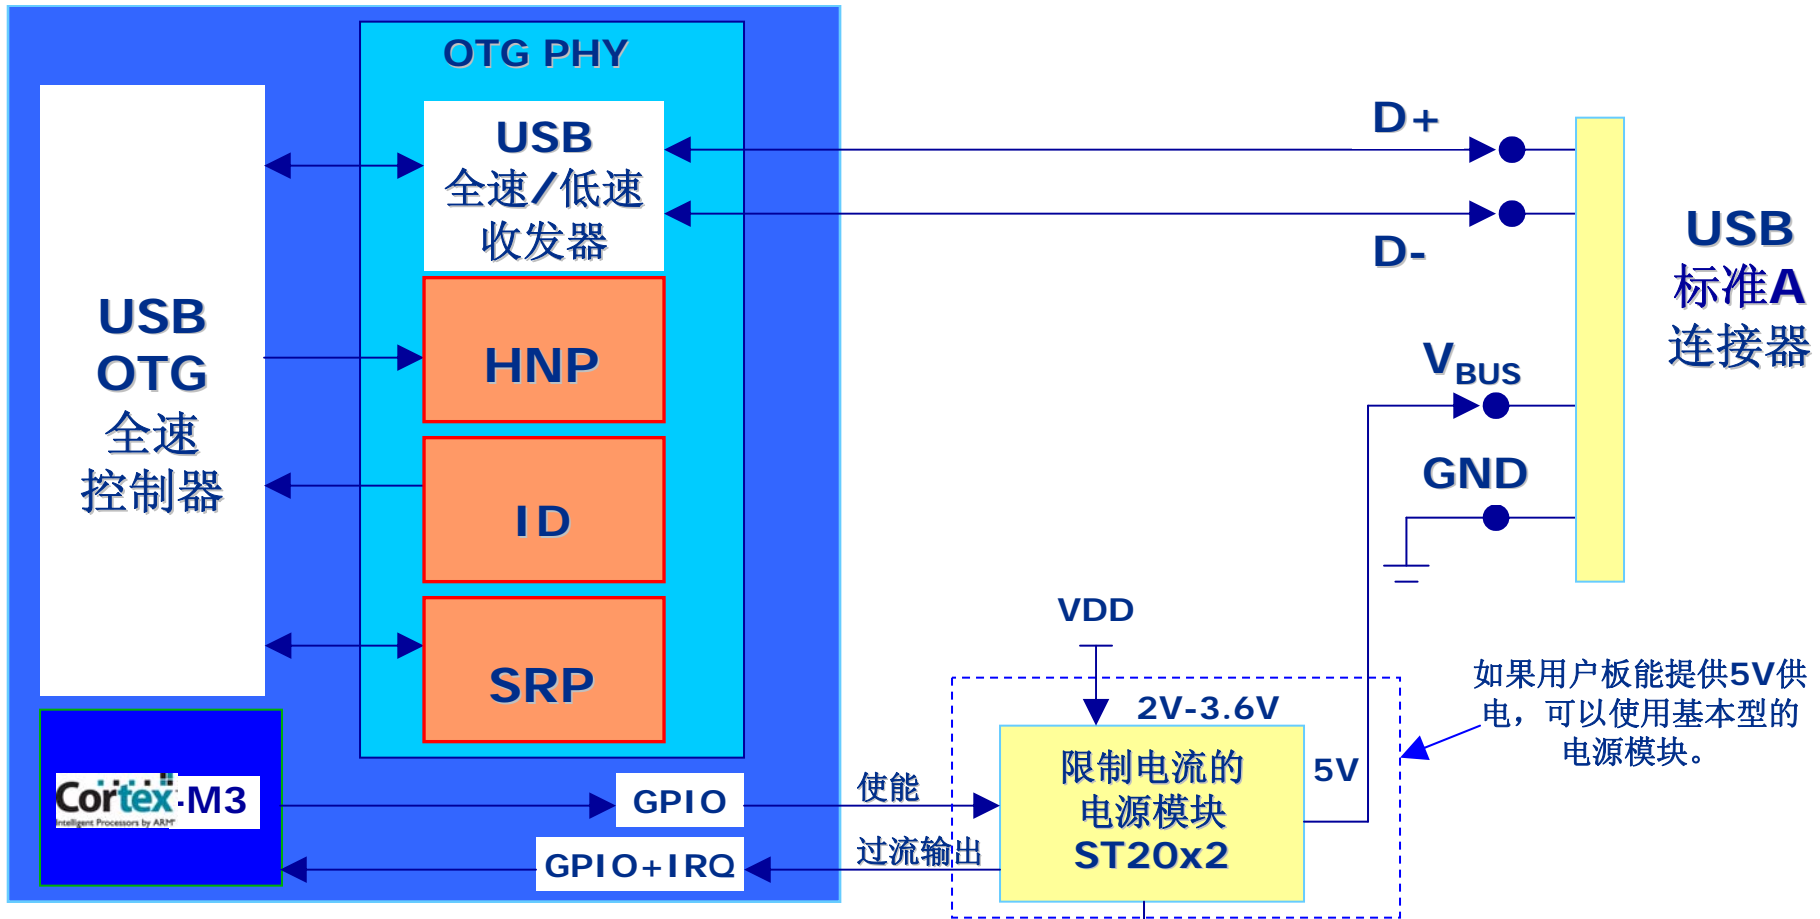 OTG PHY
USB
全速/低速
收发器
HNP
ID
SRP
USB
OTG
全速
控制器
Cortex-M3
Intelligent Processors by ARM
GPIO
GPIO+IRQ
使能
过流输出
D+
D-
VBUS
GND
USB
标准A
连接器
VDD
2V-3.6V
限制电流的
电源模块
ST20x2
5V
如果用户板能提供5V供
电，可以使用基本型的
电源模块。